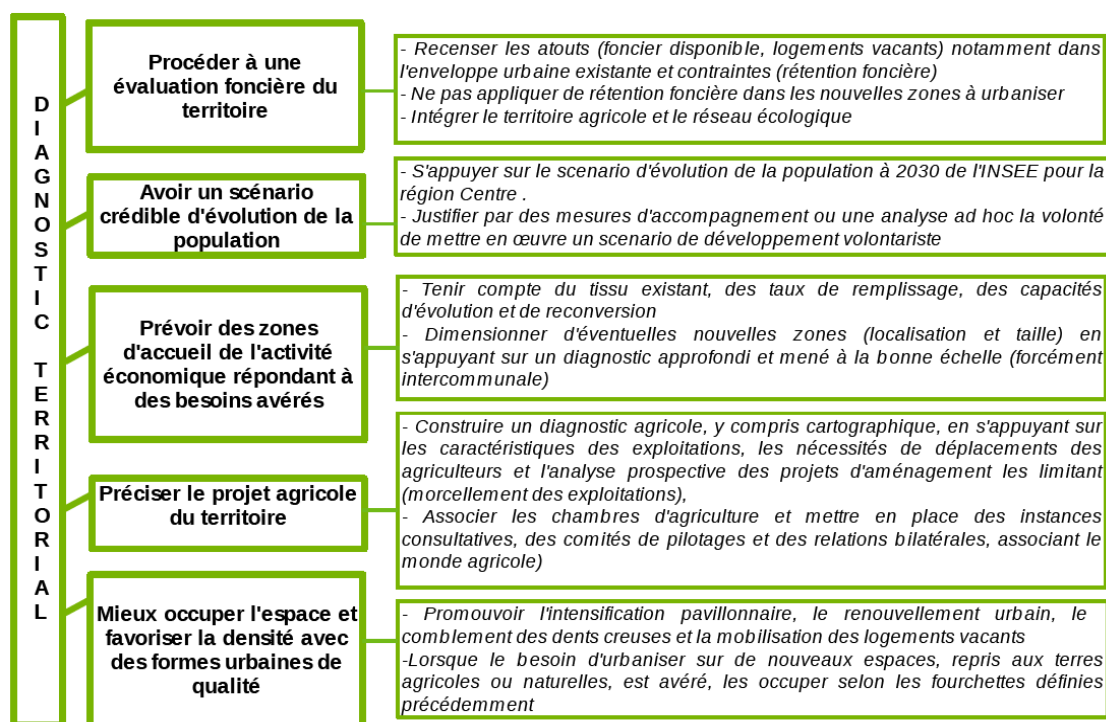 DIAGNOSTIC TERRITORIAL
Procéder à une
évaluation foncière du
territoire
- Recenser les atouts (foncier disponible, logements vacants) notamment dans
l'enveloppe urbaine existante et contraintes (rétention foncière)
- Ne pas appliquer de rétention foncière dans les nouvelles zones à urbaniser
- Intégrer le territoire agricole et le réseau écologique
Avoir un scénario
crédible d'évolution de la
population
- S'appuyer sur le scenario d'évolution de la population à 2030 de l'INSEE pour la
région Centre .
- Justifier par des mesures d'accompagnement ou une analyse ad hoc la volonté
de mettre en œuvre un scenario de développement volontariste
Prévoir des zones
d'accueil de l'activité
économique répondant à
des besoins avérés
- Tenir compte du tissu existant, des taux de remplissage, des capacités
d'évolution et de reconversion
- Dimensionner d'éventuelles nouvelles zones (localisation et taille) en
s'appuyant sur un diagnostic approfondi et mené à la bonne échelle (forcément
intercommunale)
Préciser le projet agricole
du territoire
- Construire un diagnostic agricole, y compris cartographique, en s'appuyant sur
les caractéristiques des exploitations, les nécessités de déplacements des
agriculteurs et l'analyse prospective des projets d'aménagement les limitant
(morcellement des exploitations),
- Associer les chambres d'agriculture et mettre en place des instances
consultatives, des comités de pilotages et des relations bilatérales, associant le
monde agricole)
Mieux occuper l'espace et
favoriser la densité avec
des formes urbaines de
qualité
- Promouvoir l'intensification pavillonnaire, le renouvellement urbain, le
comblement des dents creuses et la mobilisation des logements vacants
-Lorsque le besoin d'urbaniser sur de nouveaux espaces, repris aux terres
agricoles ou naturelles, est avéré, les occuper selon les fourchettes définies
précédemment